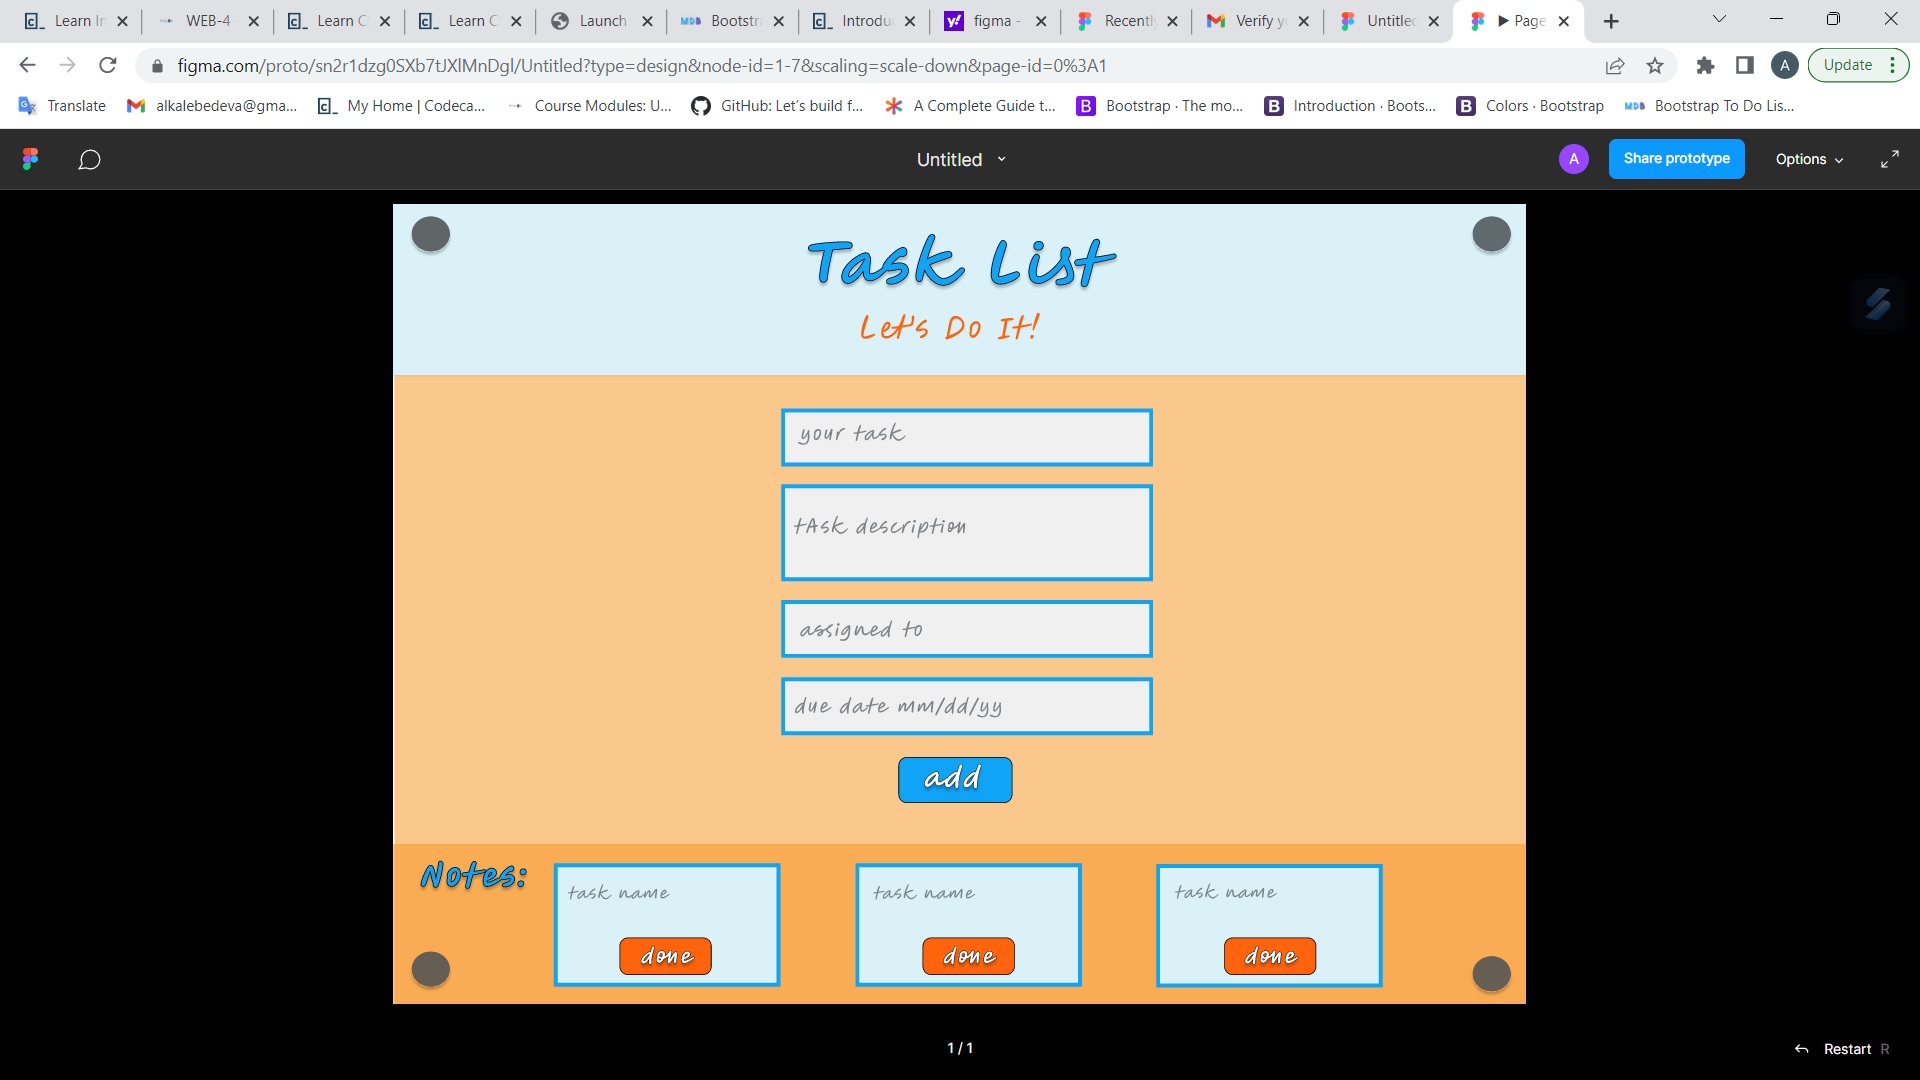 Learn In
WEB-4
Learn C
Learn C
Launch
Bootstr
Introdu
figma -
Recentl
Verify y
Untitled
▶ Page
figma.com/proto/sn2r1dzg0SXb7tJXlMnDgl/Untitled?type=design&node-id=1-7&scaling=scale-down&page-id=0%3A1
A
Update
Translate
alkalebedeva@gma...
My Home | Codeca...
Course Modules: U...
GitHub: Let's build f...
A Complete Guide t...
Bootstrap · The mo...
Introduction · Boots...
Colors · Bootstrap
Bootstrap To Do Lis...
Untitled
A
Share prototype
Options
Task List
Let's Do It!
your task
tAsk description
assigned to
due date mm/dd/yy
add
Notes:
task name
task name
task name
done
done
done
1 / 1
Restart R